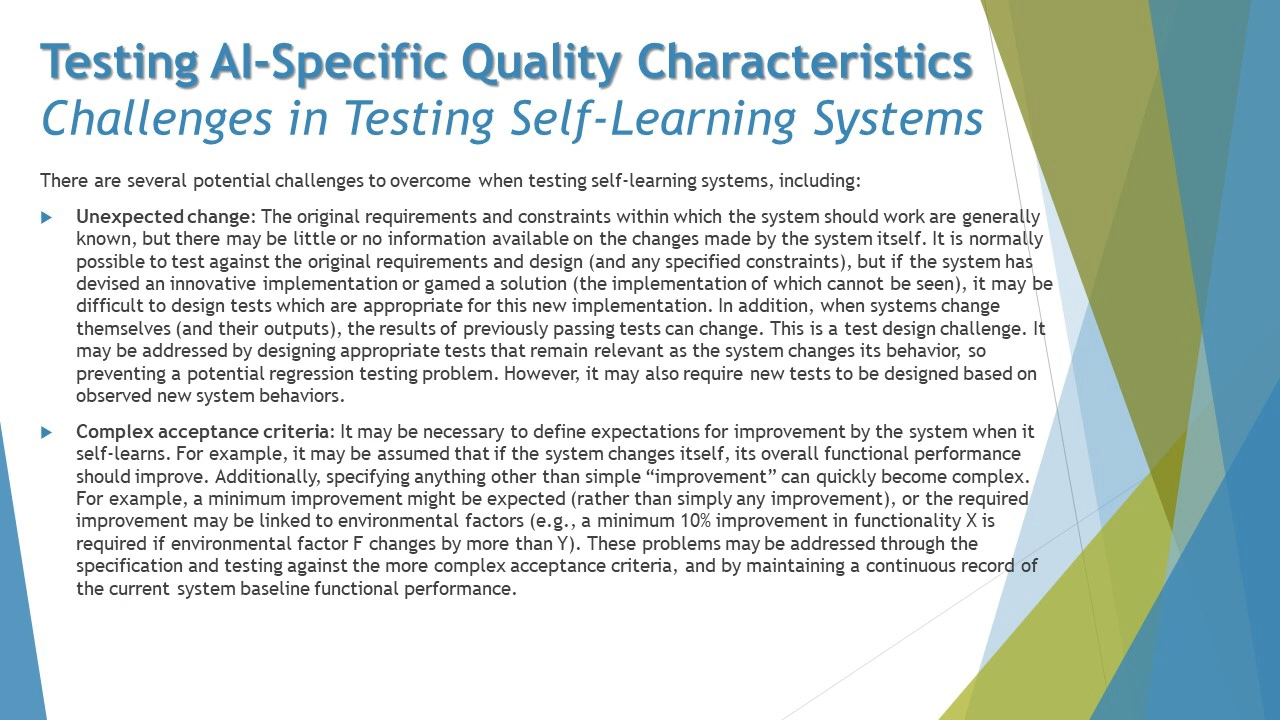 Testing AI-Specific Quality Characteristics
Challenges in Testing Self-Learning Systems
There are several potential challenges to overcome when testing self-learning systems, including:
Unexpected change: The original requirements and constraints within which the system should work are generally
known, but there may be little or no information available on the changes made by the system itself. It is normally
possible to test against the original requirements and design (and any specified constraints), but if the system has
devised an innovative implementation or gamed a solution (the implementation of which cannot be seen), it may be
difficult to design tests which are appropriate for this new implementation. In addition, when systems change
themselves (and their outputs), the results of previously passing tests can change. This is a test design challenge. It
may be addressed by designing appropriate tests that remain relevant as the system changes its behavior, so
preventing a potential regression testing problem. However, it may also require new tests to be designed based on
observed new system behaviors.
Complex acceptance criteria: It may be necessary to define expectations for improvement by the system when it
self-learns. For example, it may be assumed that if the system changes itself, its overall functional performance
should improve. Additionally, specifying anything other than simple “improvement” can quickly become complex.
For example, a minimum improvement might be expected (rather than simply any improvement), or the required
improvement may be linked to environmental factors (e.g., a minimum 10% improvement in functionality X is
required if environmental factor F changes by more than Y). These problems may be addressed through the
specification and testing against the more complex acceptance criteria, and by maintaining a continuous record of
the current system baseline functional performance.